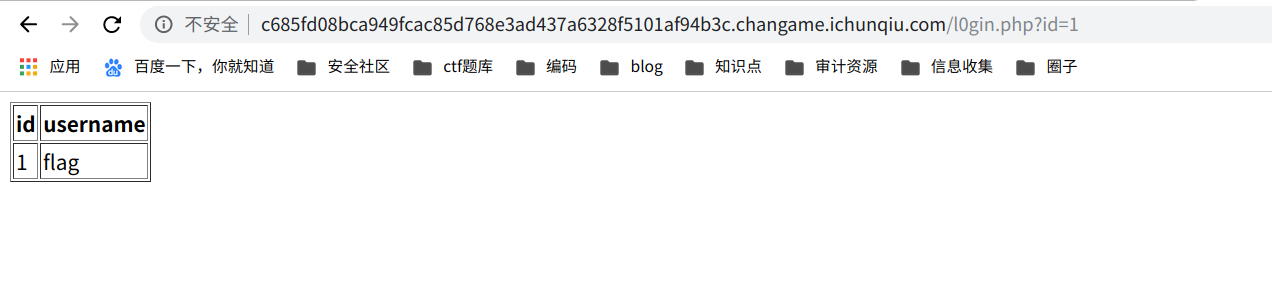 不安全 c685fd08bca949fcac85d768e3ad437a6328f5101af94b3c.changame.ichunqiu.com/l0gin.php?id=1
应用 百度一下，你就知道 安全社区 ctf题库 编码 blog 知识点 审计资源 信息收集 圈子
id username
1 flag